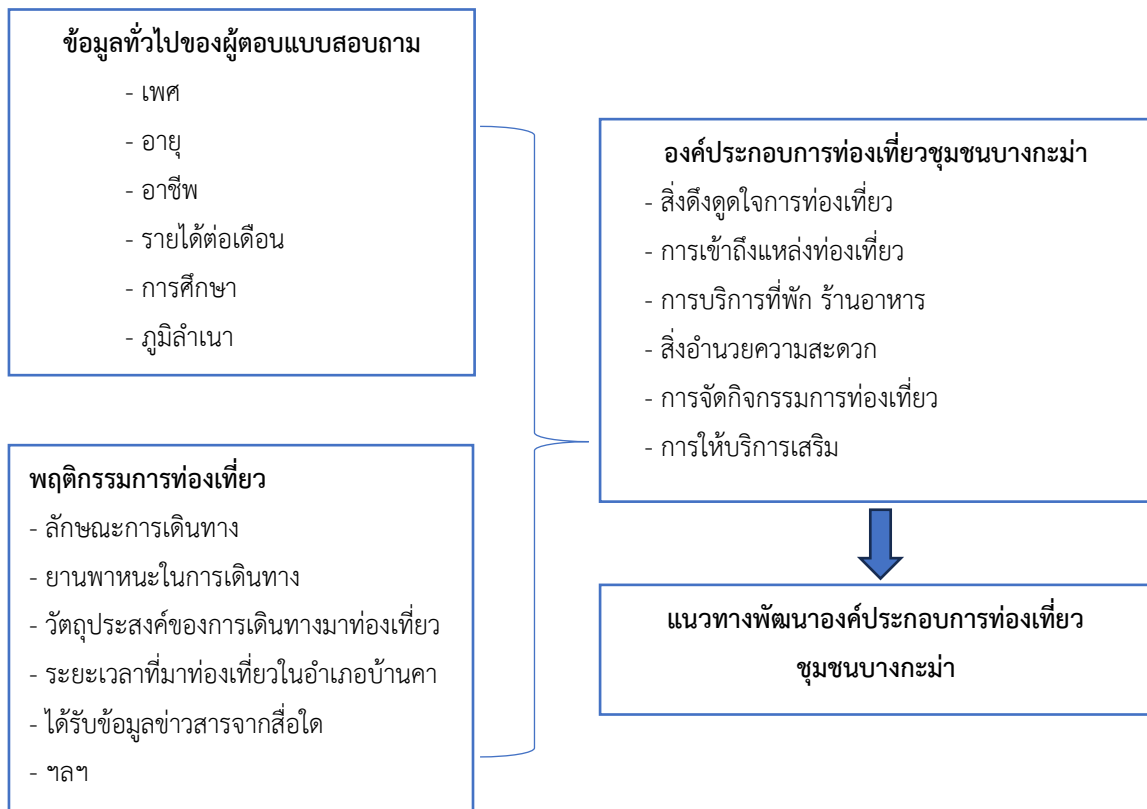 ข้อมูลทั่วไปของผู้ตอบแบบสอบถาม
- เพศ
- อายุ
- อาชีพ
- รายได้ต่อเดือน
- การศึกษา
- ภูมิลำเนา
พฤติกรรมการท่องเที่ยว
- ลักษณะการเดินทาง
- ยานพาหนะในการเดินทาง
- วัตถุประสงค์ของการเดินทางมาท่องเที่ยว
- ระยะเวลาที่มาท่องเที่ยวในอำเภอบ้านคา
- ได้รับข้อมูลข่าวสารจากสื่อใด
- ฯลฯ
องค์ประกอบการท่องเที่ยวชุมชนบางกะม่า
- สิ่งดึงดูดใจการท่องเที่ยว
- การเข้าถึงแหล่งท่องเที่ยว
- การบริการที่พัก ร้านอาหาร
- สิ่งอำนวยความสะดวก
- การจัดกิจกรรมการท่องเที่ยว
- การให้บริการเสริม
แนวทางพัฒนาองค์ประกอบการท่องเที่ยว
ชุมชนบางกะม่า